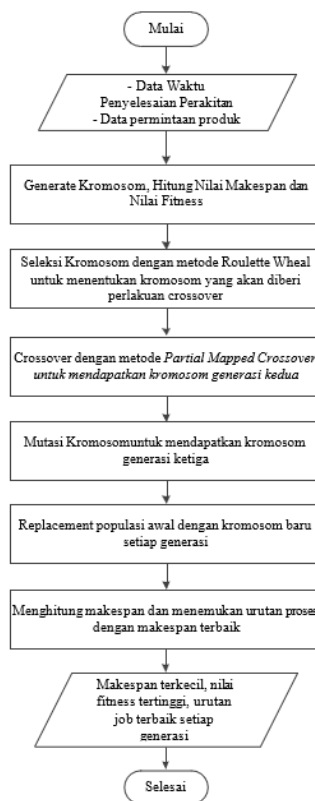 Mulai
- Data Waktu
Penyelesaian Perakitan
- Data permintaan produk
Generate Kromosom, Hitung Nilai Makespan dan
Nilai Fitness
Seleksi Kromosom dengan metode Roulette Wheal
untuk menentukan kromosom yang akan diberi
perlakuan crossover
Crossover dengan metode Partial Mapped Crossover
untuk mendapatkan kromosom generasi kedua
Mutasi Kromosomuntuk mendapatkan kromosom
generasi ketiga
Replacement populasi awal dengan kromosom baru
setiap generasi
Menghitung makespan dan menemukan urutan proses
dengan makespan terbaik
Makespan terkecil, nilai
fitness tertinggi, urutan
job terbaik setiap
generasi
Selesai